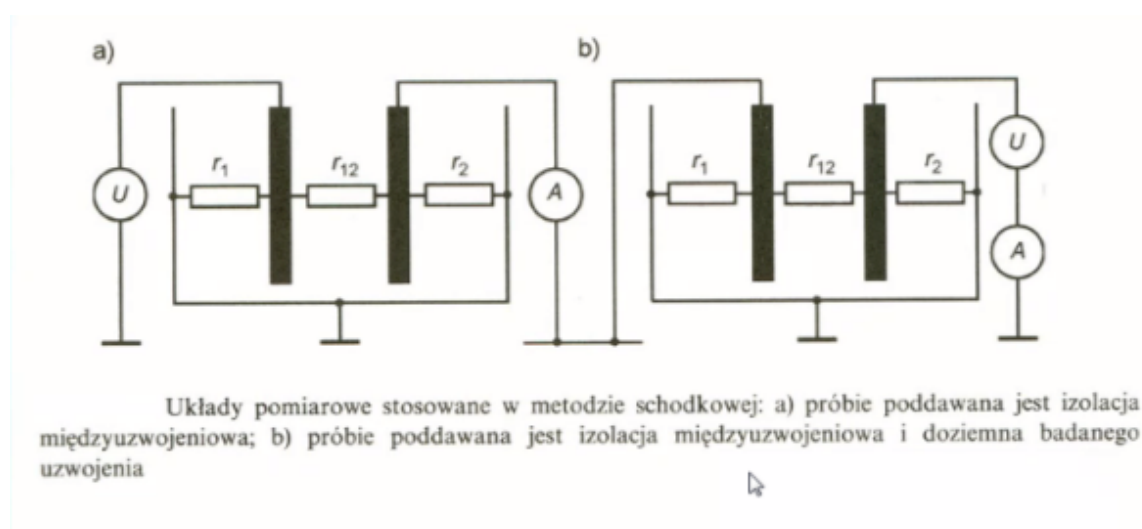 a)
b)
r1
r12
r2
r1
r12
r2
U
A
U
A
Układy pomiarowe stosowane w metodzie schodkowej: a) próbie poddawana jest izolacja
międzyuzwojeniowa; b) próbie poddawana jest izolacja międzyuzwojeniowa i doziemna badanego
uzwojenia